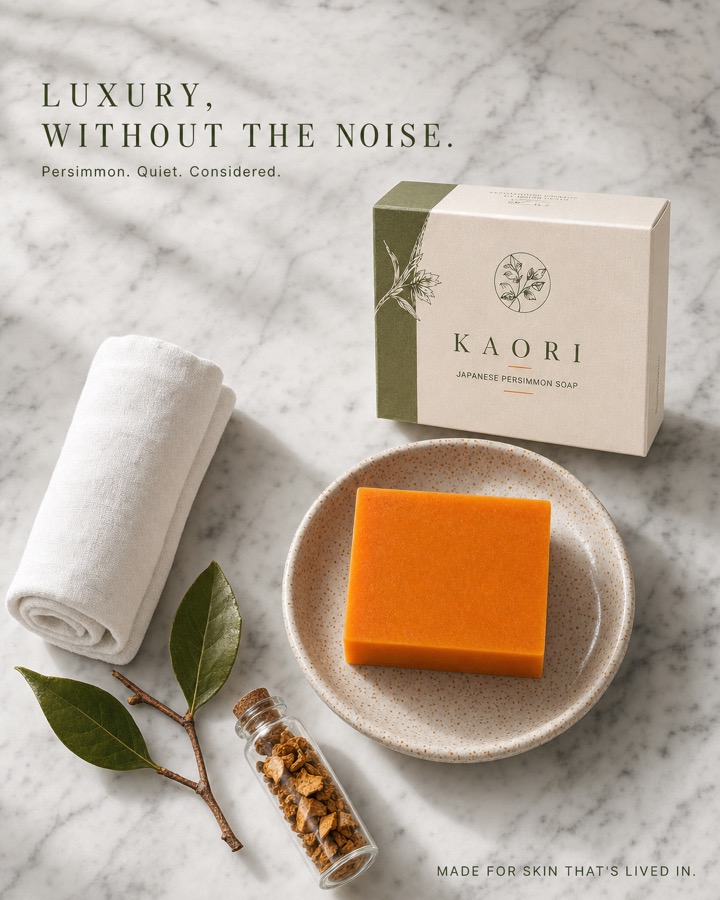 LUXURY,
WITHOUT THE NOISE.
Persimmon. Quiet. Considered.
KAORI
JAPANESE PERSIMMON SOAP
MADE FOR SKIN THAT'S LIVED IN.